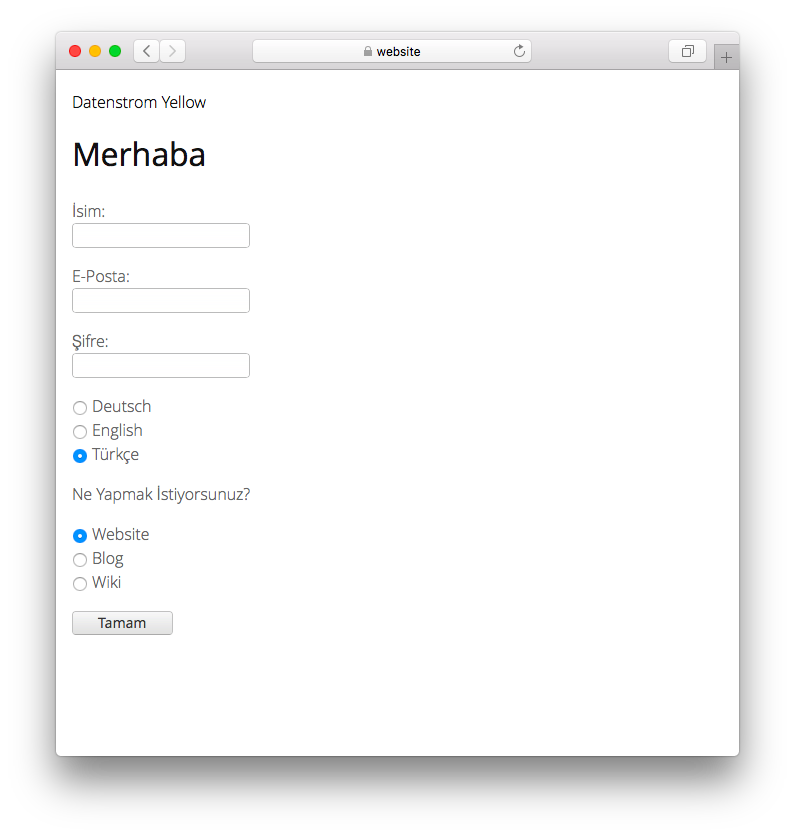 website
Datenstrom Yellow
Merhaba
İsim:
E-Posta:
Şifre:
Deutsch
English
Türkçe
Ne Yapmak İstiyorsunuz?
Website
Blog
Wiki
Tamam